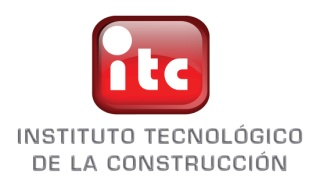 itc
INSTITUTO TECNOLÓGICO
DE LA CONSTRUCCIÓN